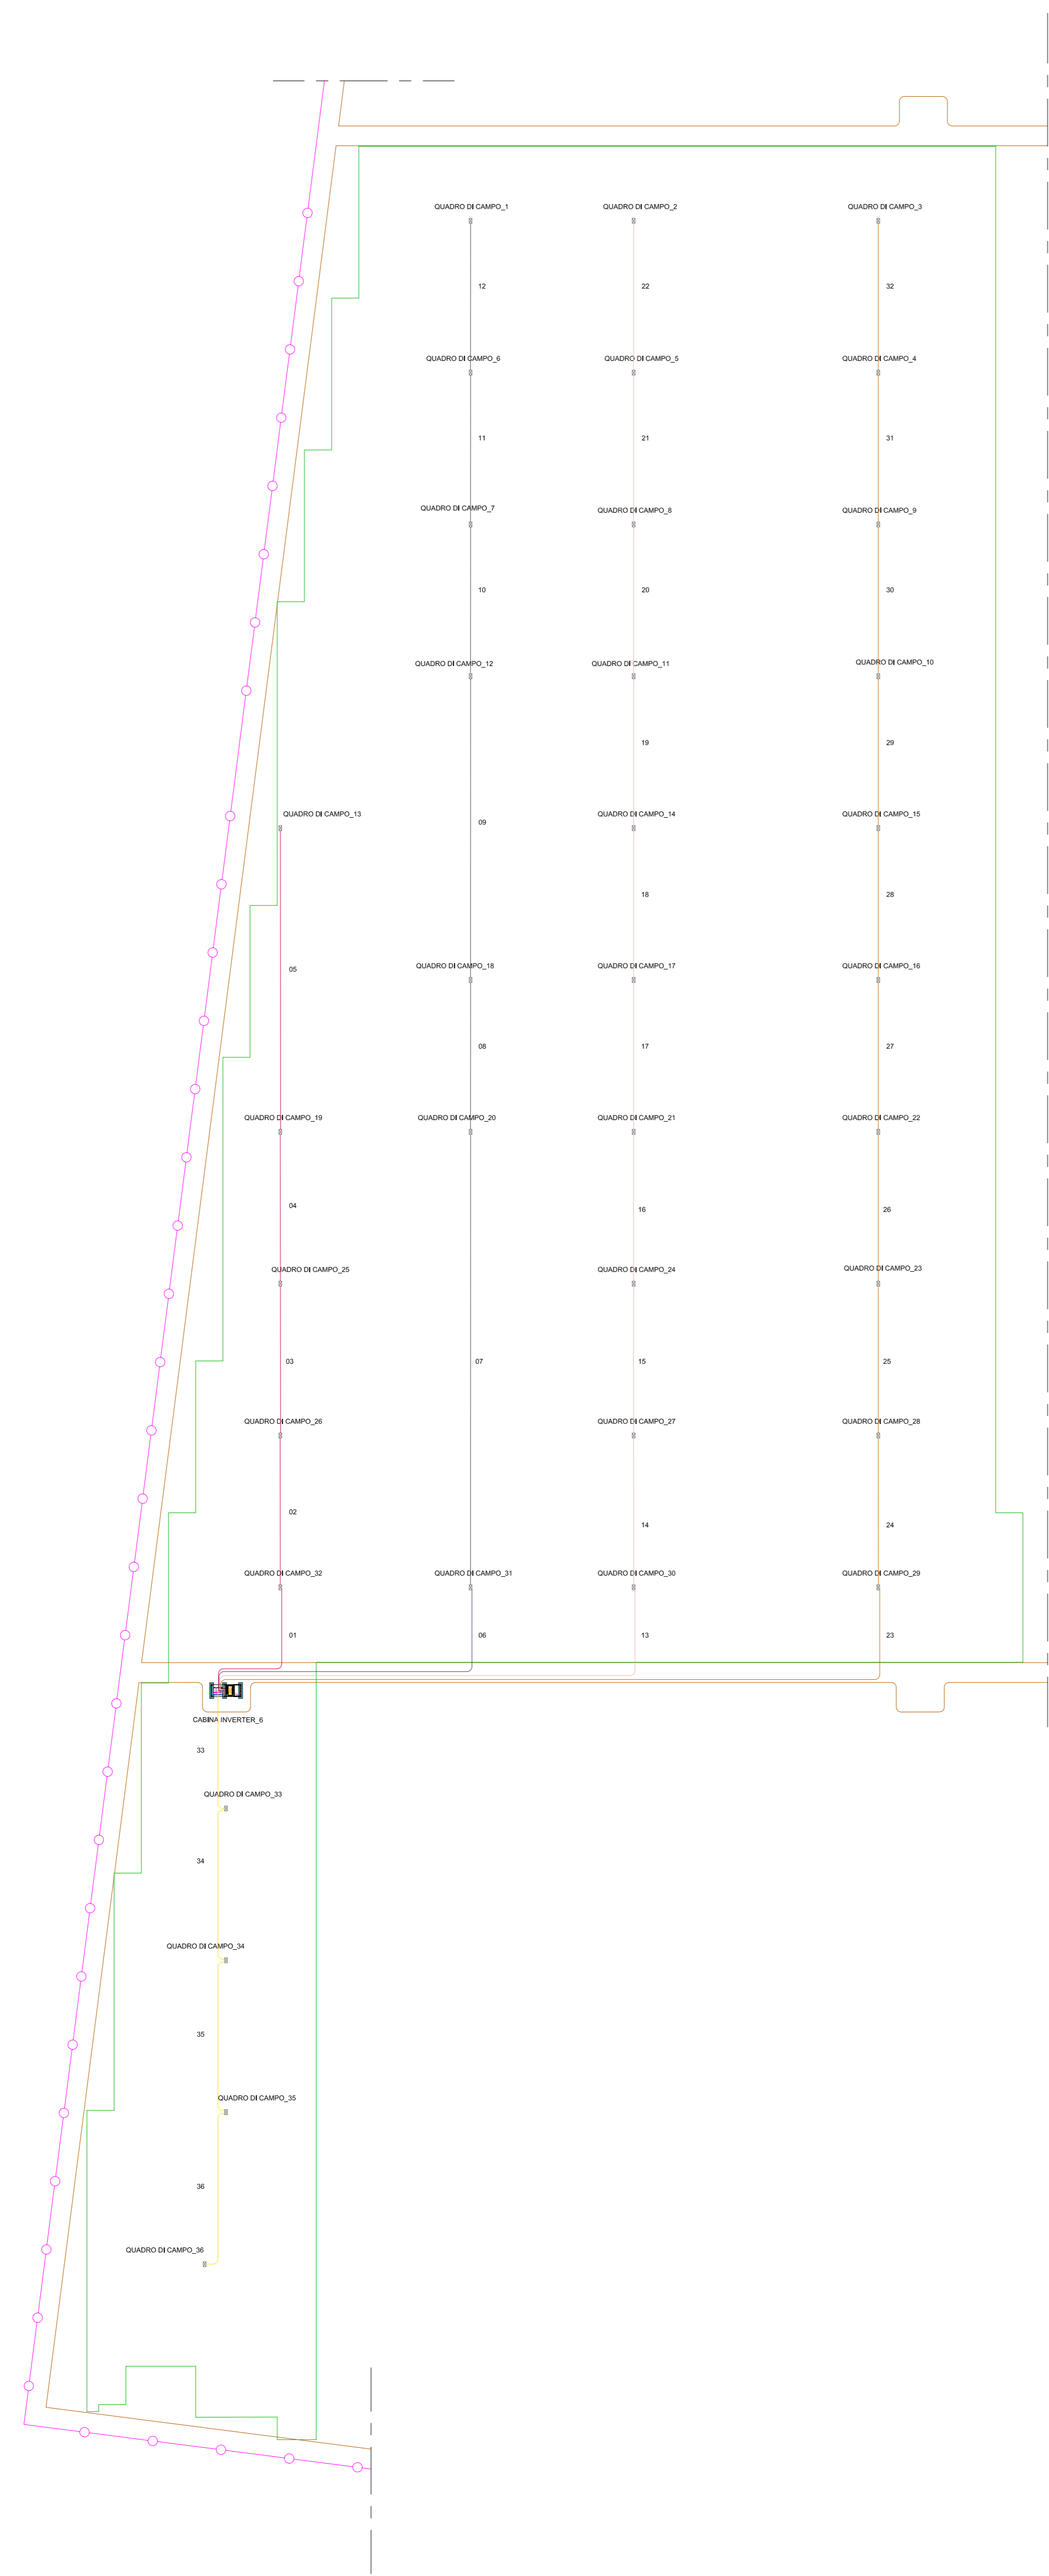 QUADRO DI CAMPO_1
QUADRO DI CAMPO_2
QUADRO DI CAMPO_3
12
22
32
QUADRO DI CAMPO_6
QUADRO DI CAMPO_5
QUADRO DI CAMPO_4
11
21
31
QUADRO DI CAMPO_7
QUADRO DI CAMPO_8
QUADRO DI CAMPO_9
10
20
30
QUADRO DI CAMPO_12
QUADRO DI CAMPO_11
QUADRO DI CAMPO_10
19
29
QUADRO DI CAMPO_13
09
QUADRO DI CAMPO_14
QUADRO DI CAMPO_15
18
28
QUADRO DI CAMPO_18
QUADRO DI CAMPO_17
QUADRO DI CAMPO_16
05
08
17
27
QUADRO DI CAMPO_19
QUADRO DI CAMPO_20
QUADRO DI CAMPO_21
QUADRO DI CAMPO_22
04
16
26
QUADRO DI CAMPO_25
QUADRO DI CAMPO_24
QUADRO DI CAMPO_23
03
07
15
25
QUADRO DI CAMPO_26
QUADRO DI CAMPO_27
QUADRO DI CAMPO_28
02
14
24
QUADRO DI CAMPO_32
QUADRO DI CAMPO_31
QUADRO DI CAMPO_30
QUADRO DI CAMPO_29
01
06
13
23
CABINA INVERTER_6
33
QUADRO DI CAMPO_33
34
QUADRO DI CAMPO_34
35
QUADRO DI CAMPO_35
36
QUADRO DI CAMPO_36